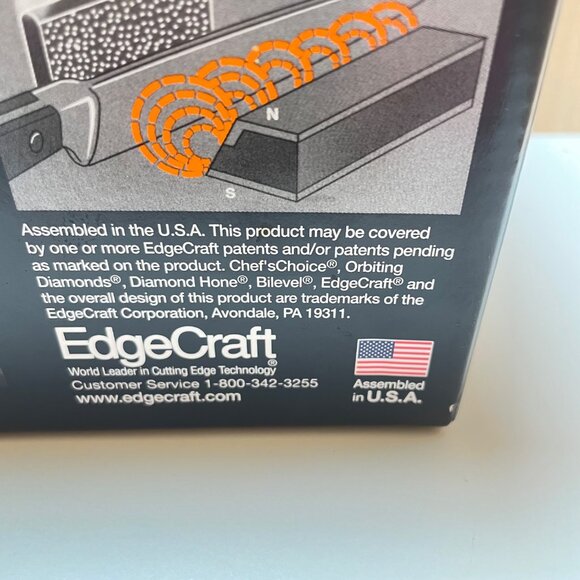 N
S
Assembled in the U.S.A. This product may be covered
by one or more EdgeCraft patents and/or patents pending
as marked on the product. Chef'sChoice®, Orbiting
Diamonds®, Diamond Hone®, Bilevel®, EdgeCraft® and
the overall design of this product are trademarks of the
EdgeCraft Corporation, Avondale, PA 19311.
EdgeCraft®
World Leader in Cutting Edge Technology
Customer Service 1-800-342-3255
www.edgecraft.com
Assembled
in U.S.A.